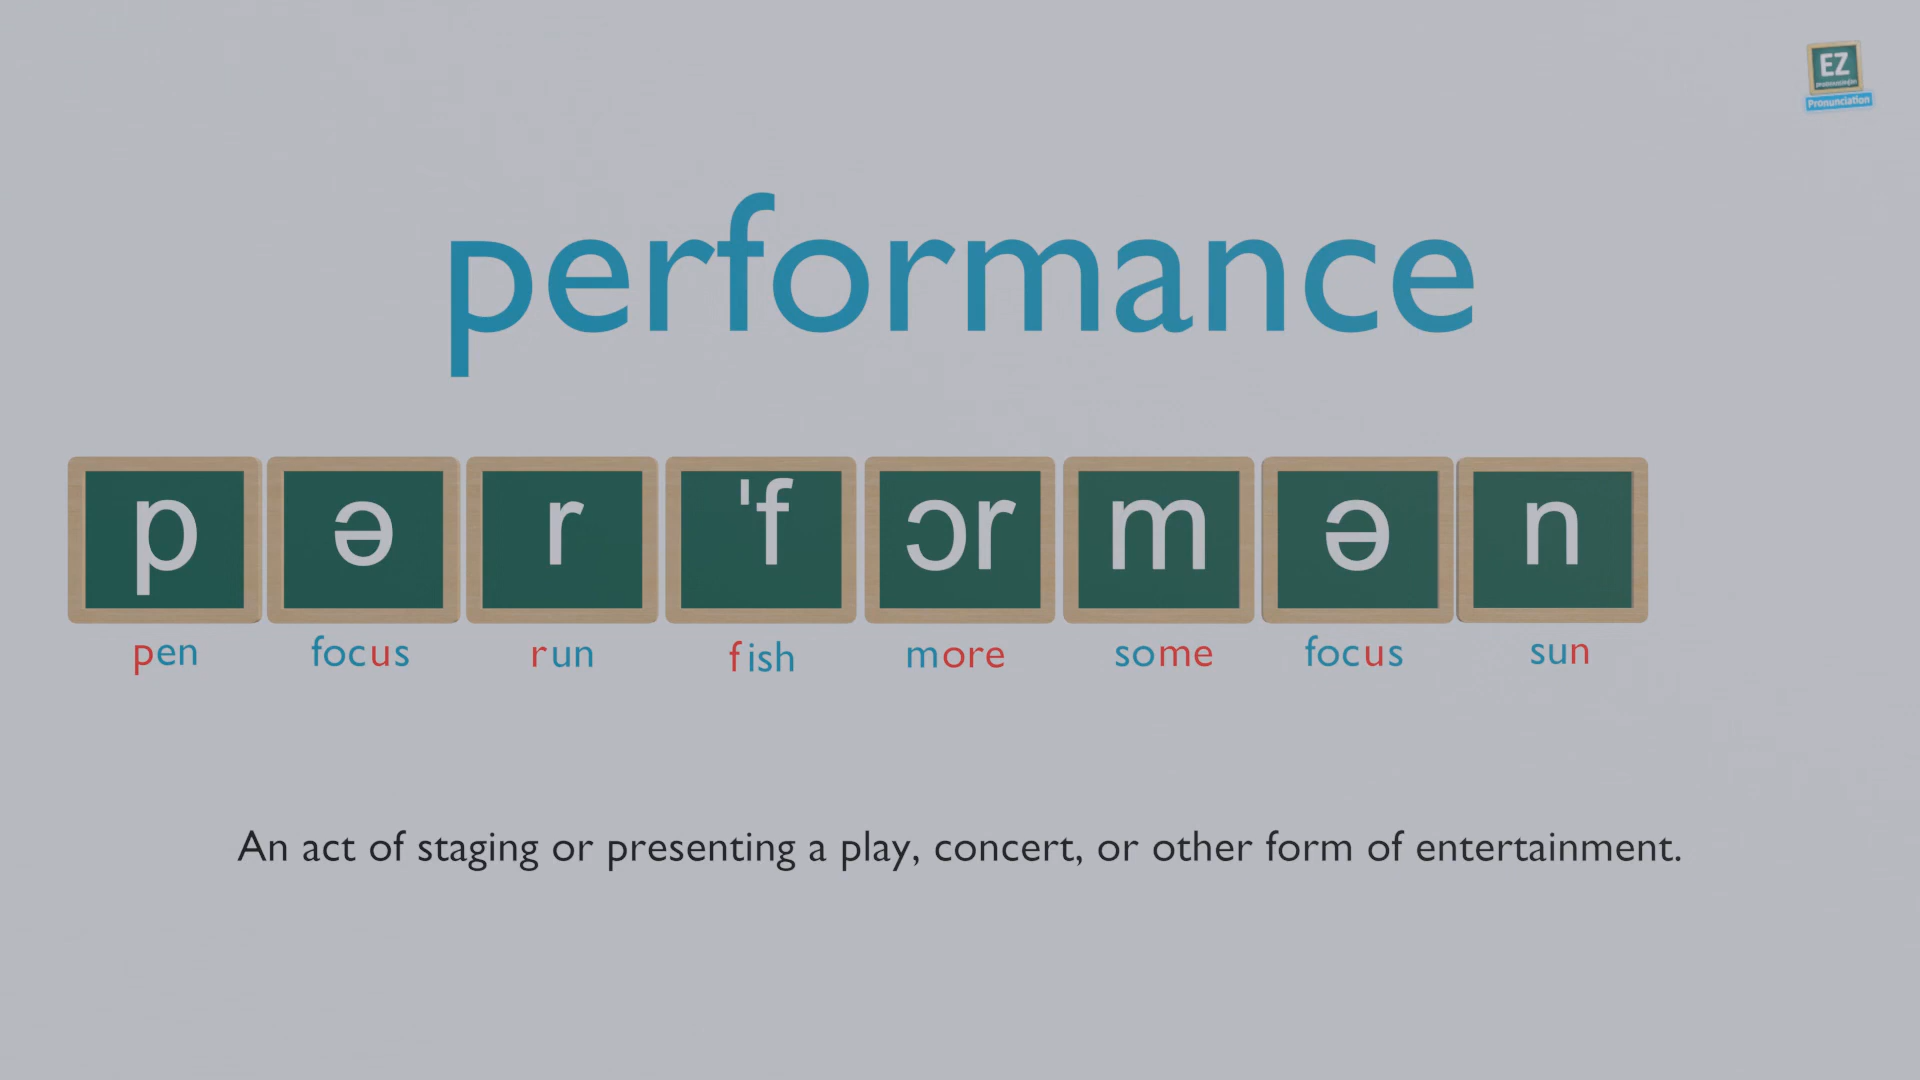 EZ
Pronunciation
performance
p ə r ˈf ɔr m ə n
pen focus run fish more some focus sun
An act of staging or presenting a play, concert, or other form of entertainment.